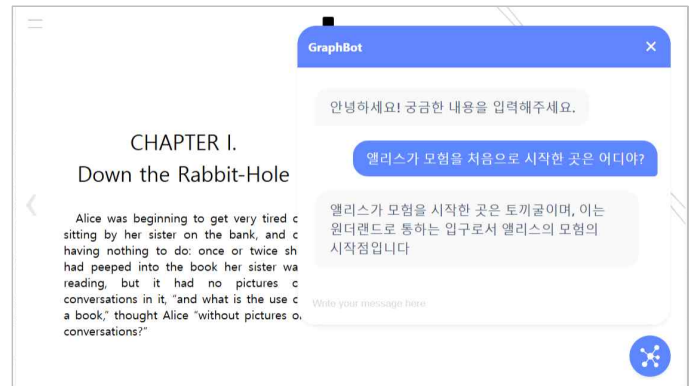 GraphBot
안녕하세요! 궁금한 내용을 입력해주세요.
앨리스가 모험을 처음으로 시작한 곳은 어디야?
앨리스가 모험을 시작한 곳은 토끼굴이며, 이는
원더랜드로 통하는 입구로서 앨리스의 모험의
시작점입니다
Write your message here
CHAPTER I.
Down the Rabbit-Hole
Alice was beginning to get very tired
sitting by her sister on the bank, and
having nothing to do: once or twice
had peeped into the book her sister
reading, but it had no pictures
conversations in it, “and what is the use
a book,” thought Alice “without pictures
conversations?”